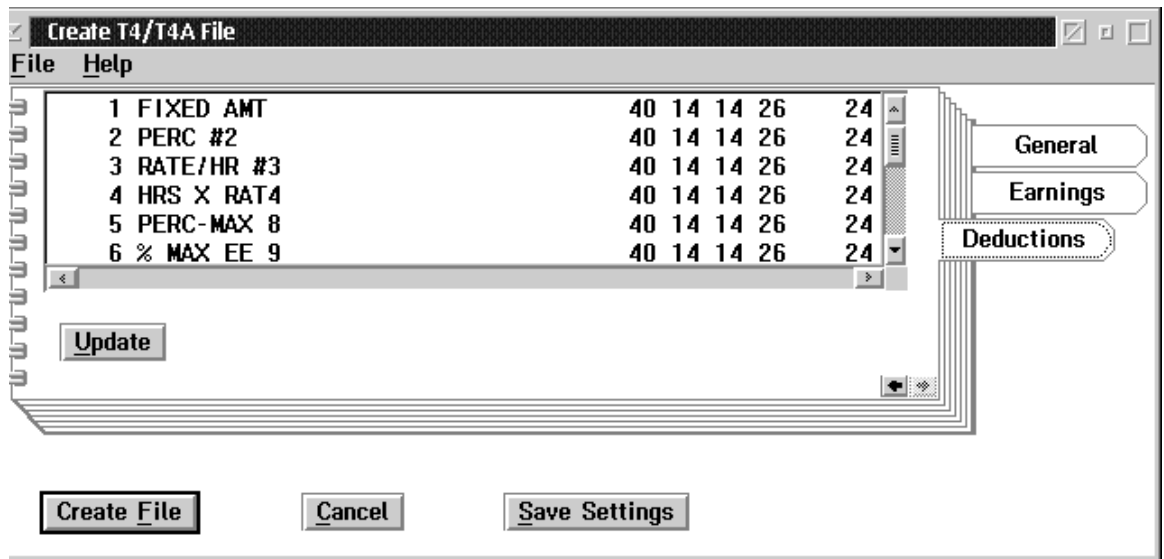 Create T4/T4A File
File Help
1 FIXED AMT 40 14 14 26 24
2 PERC #2 40 14 14 26 24
3 RATE/HR #3 40 14 14 26 24
4 HRS X RAT4 40 14 14 26 24
5 PERC-MAX 8 40 14 14 26 24
6 % MAX EE 9 40 14 14 26 24
General
Earnings
Deductions
Update
Create File Cancel Save Settings